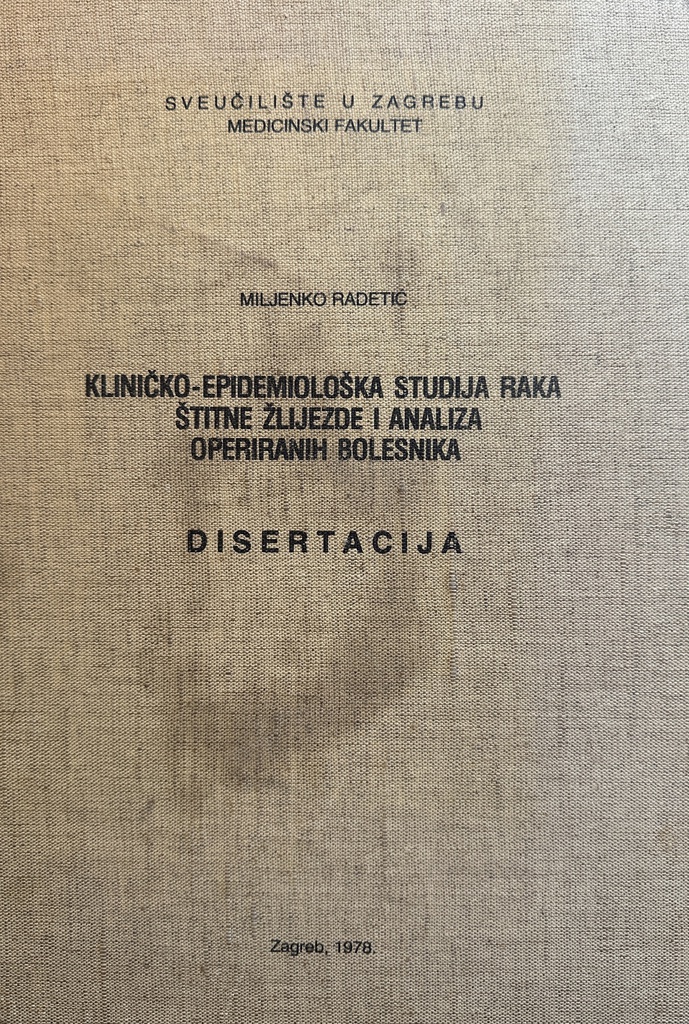 SVEUČILIŠTE U ZAGREBU
MEDICINSKI FAKULTET
MILJENKO RADETIĆ
KLINIČKO-EPIDEMIOLOŠKA STUDIJA RAKA
ŠTITNE ŽLIJEZDE I ANALIZA
OPERIRANIH BOLESNIKA
DISERTACIJA
Zagreb, 1978.